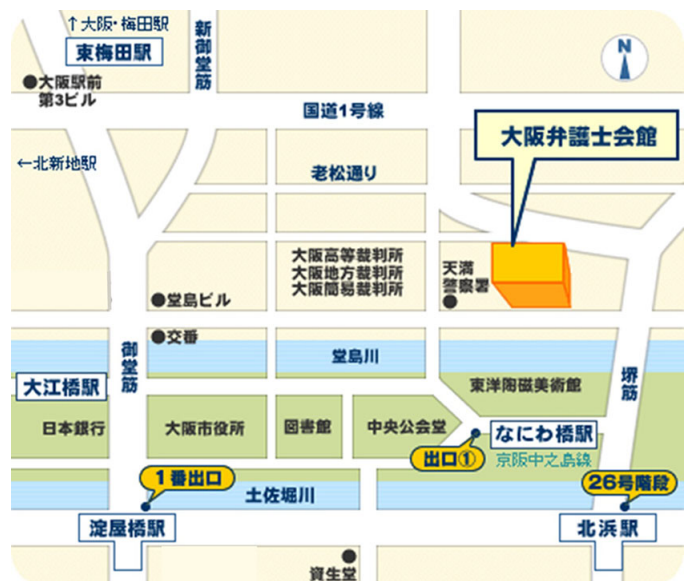 ↑大阪・梅田駅
東梅田駅
●大阪駅前
第3ビル
新御堂筋
N
国道1号線
大阪弁護士会館
←北新地駅
老松通り
大阪高等裁判所
大阪地方裁判所
大阪簡易裁判所
天満
警察署
●堂島ビル
●交番
御堂筋
堂島川
堺筋
大江橋駅
東洋陶磁美術館
日本銀行
大阪市役所
図書館
中央公会堂
なにわ橋駅
出口①
京阪中之島線
1番出口
土佐堀川
26号階段
淀屋橋駅
北浜駅
資生堂